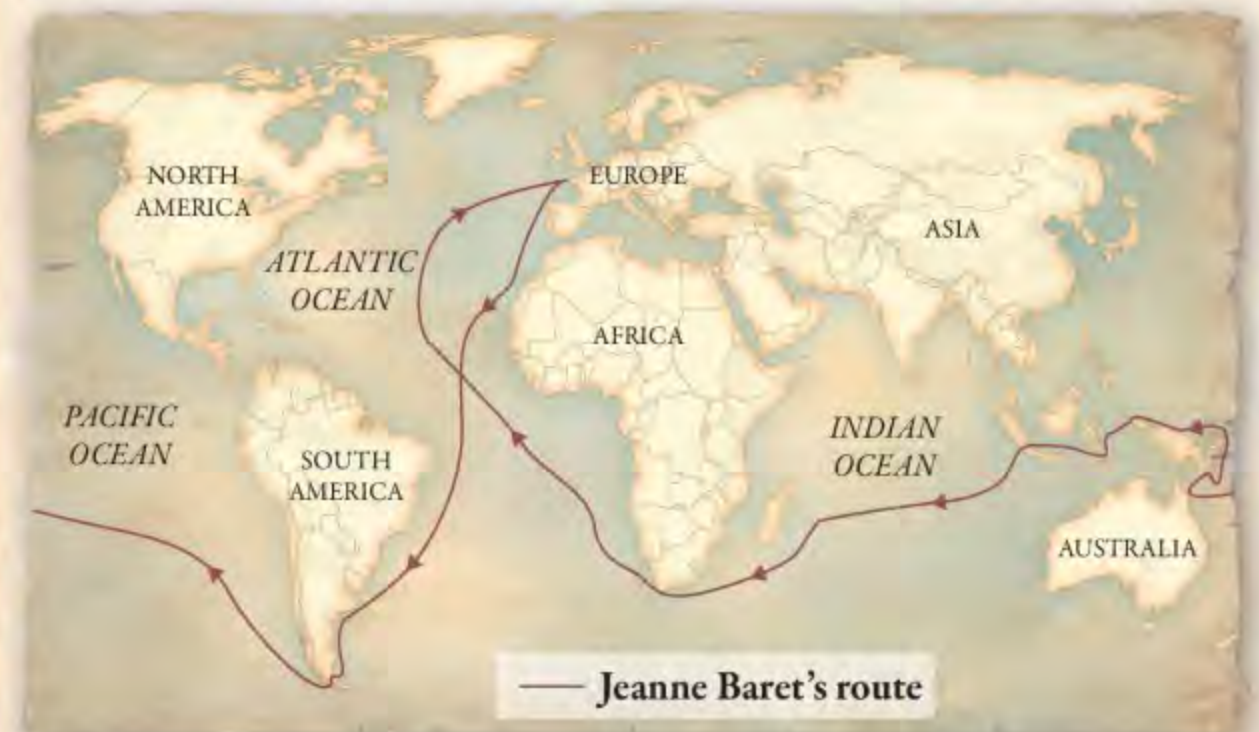 NORTH
AMERICA
EUROPE
ASIA
ATLANTIC
OCEAN
AFRICA
PACIFIC
OCEAN
SOUTH
AMERICA
INDIAN
OCEAN
AUSTRALIA
Jeanne Baret's route